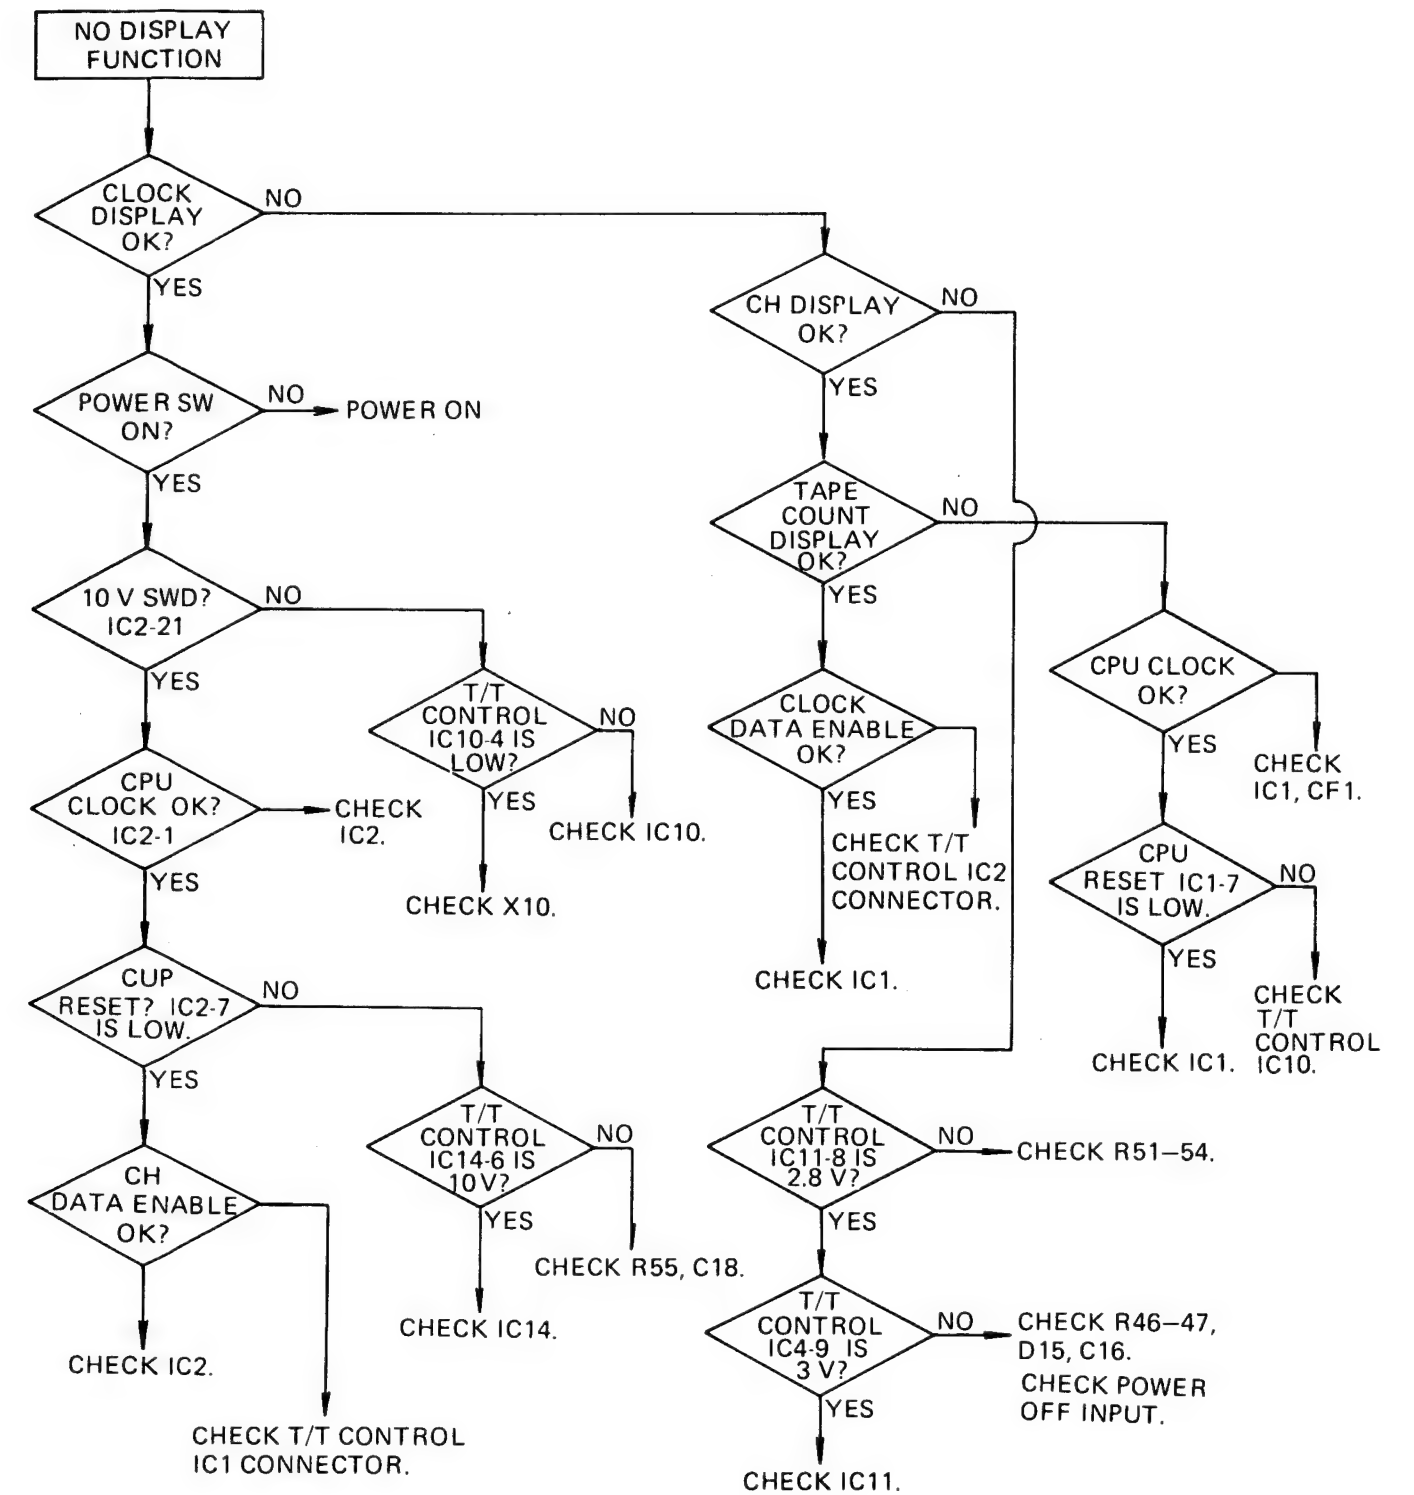 NO DISPLAY
FUNCTION
CLOCK
DISPLAY
OK?
NO
YES
POWER SW
ON?
NO
POWER ON
YES
10 V SWD?
IC2-21
NO
YES
T/T
CONTROL
IC10-4 IS
LOW?
NO
YES
CHECK IC10.
CHECK X10.
CPU
CLOCK OK?
IC2-1
CHECK
IC2.
YES
CUP
RESET? IC2-7
IS LOW.
NO
YES
T/T
CONTROL
IC14-6 IS
10V?
NO
YES
CHECK R55, C18.
CHECK IC14.
CH
DATA ENABLE
OK?
CHECK IC2.
CHECK T/T CONTROL
IC1 CONNECTOR.
CH DISPLAY
OK?
NO
YES
TAPE
COUNT
DISPLAY
OK?
NO
YES
CLOCK
DATA ENABLE
OK?
YES
CHECK T/T
CONTROL IC2
CONNECTOR.
CHECK IC1.
CPU CLOCK
OK?
YES
CHECK
IC1, CF1.
CPU
RESET IC1-7
IS LOW.
NO
YES
CHECK
T/T
CONTROL
IC10.
CHECK IC1.
T/T
CONTROL
IC11-8 IS
2.8 V?
NO
CHECK R51–54.
YES
T/T
CONTROL
IC4-9 IS
3 V?
NO
CHECK R46–47,
D15, C16.
CHECK POWER
OFF INPUT.
YES
CHECK IC11.